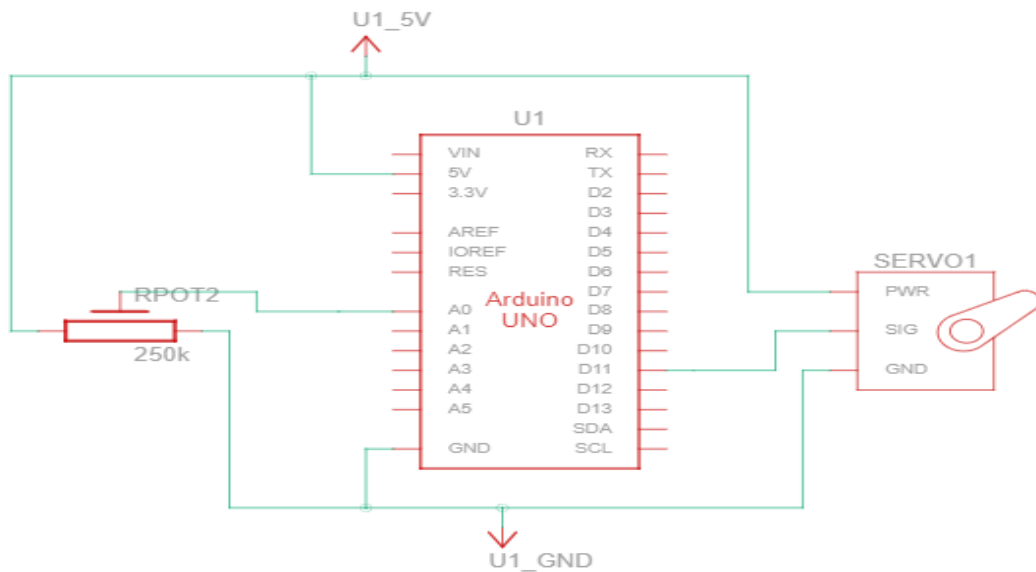 U1_5V
U1
VIN RX
5V TX
3.3V D2
D3
AREF D4
IOREF D5
RES D6
D7
A0 D8
A1 D9
A2 D10
A3 D11
A4 D12
A5 D13
SDA
GND SCL
Arduino
UNO
RPOT2
250k
SERVO1
PWR
SIG
GND
U1_GND